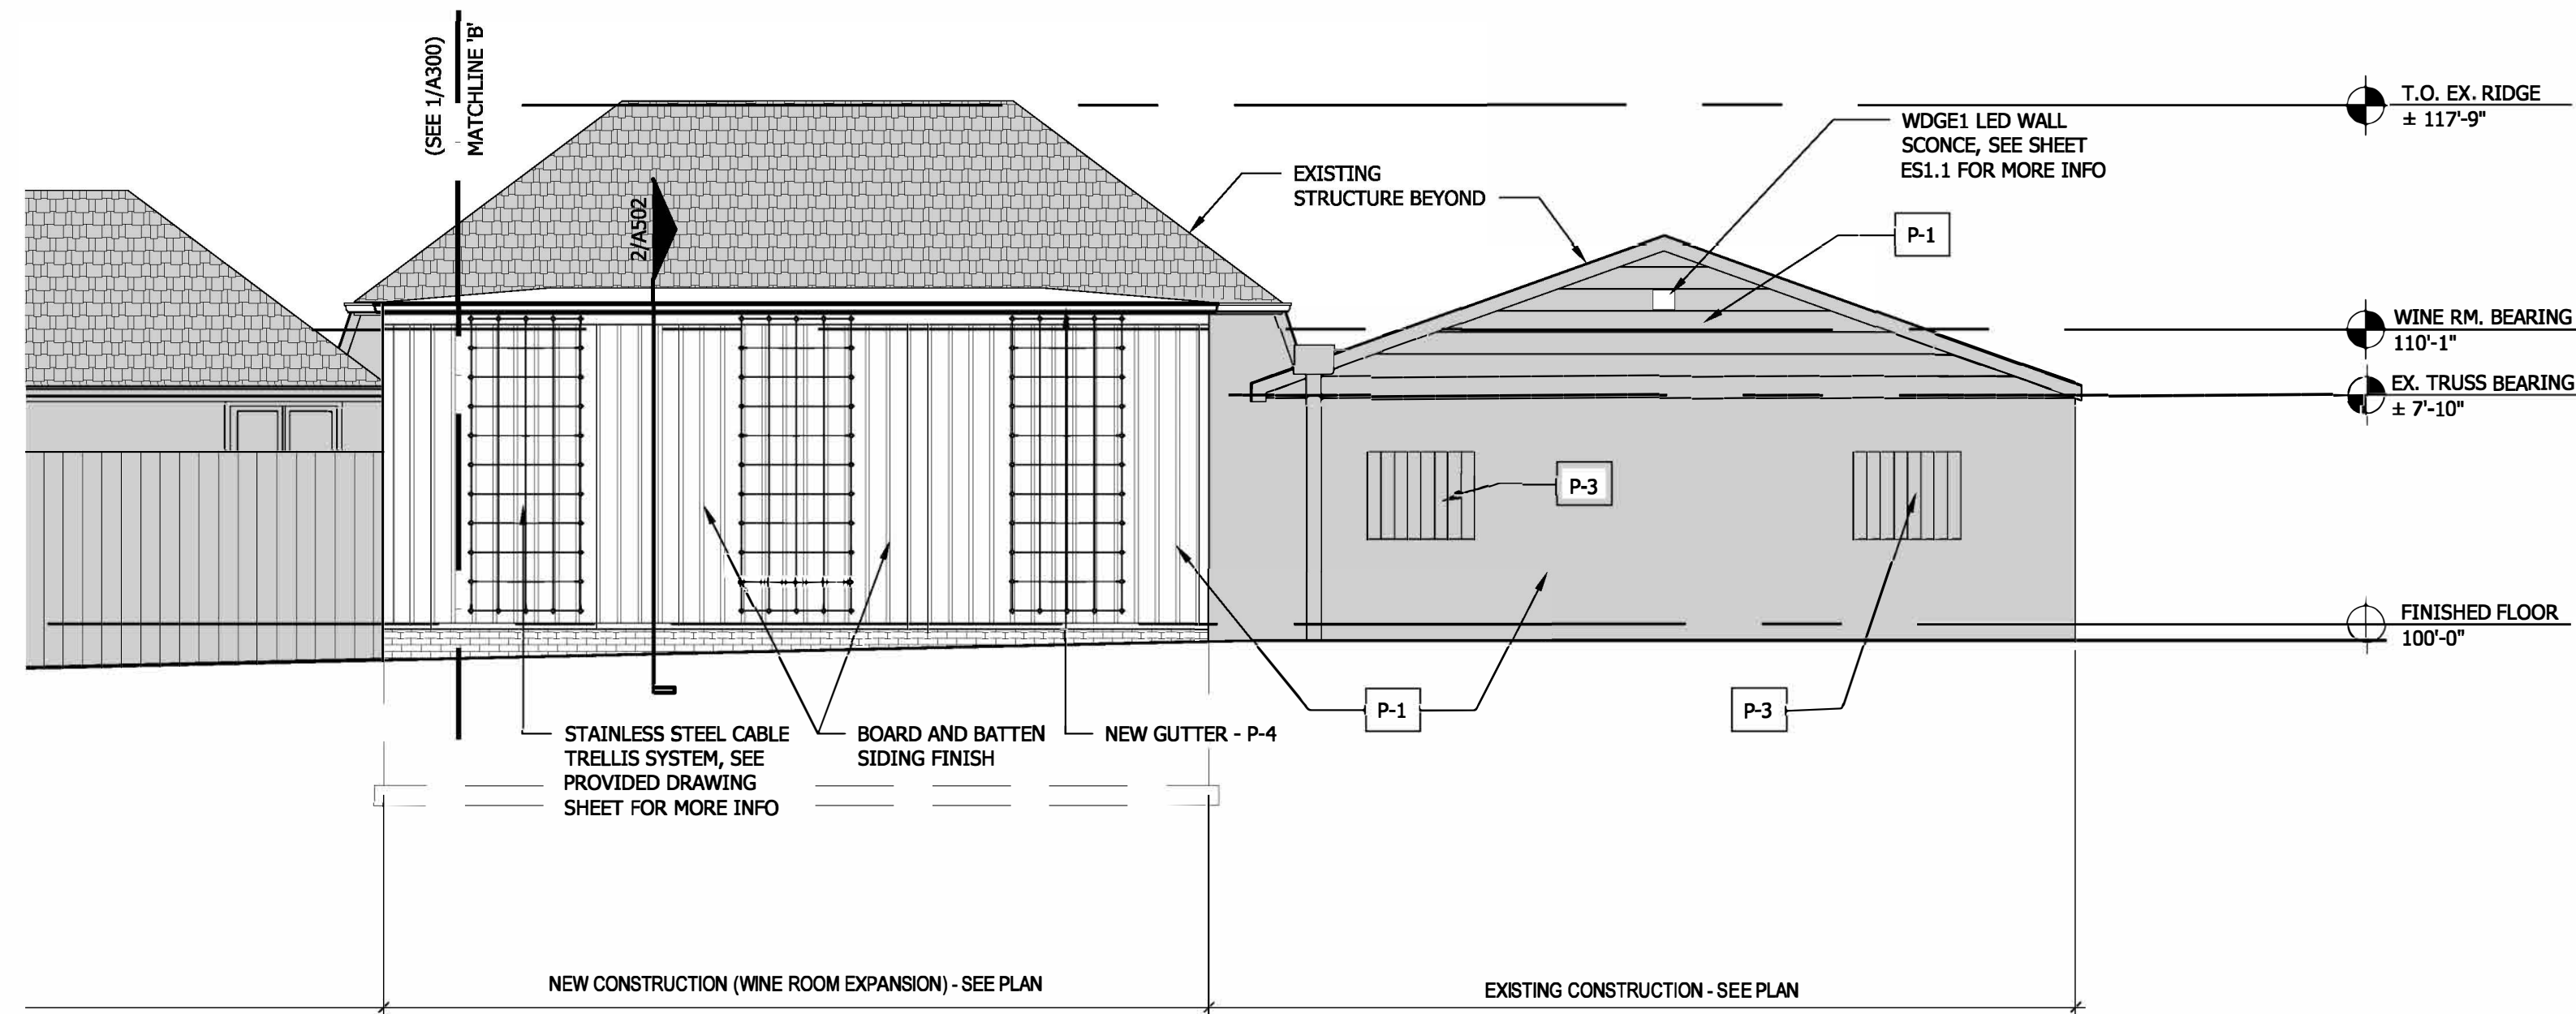 (SEE 1/A300)
MATCHLINE 'B'
T.O. EX. RIDGE
± 117'-9"
WDGE1 LED WALL
SCONCE, SEE SHEET
ES1.1 FOR MORE INFO
EXISTING
STRUCTURE BEYOND
P-1
2/A502
WINE RM. BEARING
110'-1"
EX. TRUSS BEARING
± 7'-10"
P-3
FINISHED FLOOR
100'-0"
P-1
P-3
STAINLESS STEEL CABLE
TRELLIS SYSTEM, SEE
PROVIDED DRAWING
SHEET FOR MORE INFO
BOARD AND BATTEN
SIDING FINISH
NEW GUTTER - P-4
NEW CONSTRUCTION (WINE ROOM EXPANSION) - SEE PLAN
EXISTING CONSTRUCTION - SEE PLAN